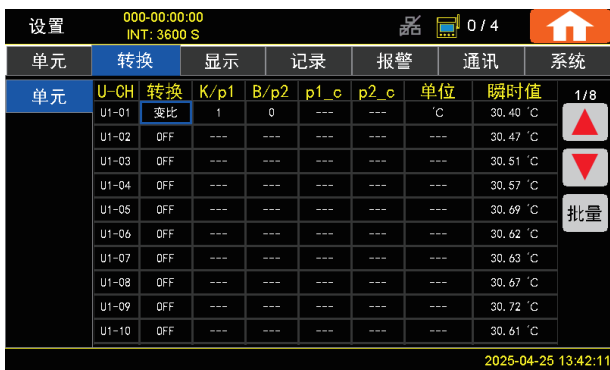 设置 000-00:00:00 0 / 4
INT: 3600 S
单元 转换 显示 记录 报警 通讯 系统
单元 U-CH 转换 K/p1 B/p2 p1_c p2_c 单位 瞬时值 1/8
U1-01 变比 1 0 --- --- ℃ 30.40 ℃
U1-02 OFF --- --- --- --- --- 30.47 ℃
U1-03 OFF --- --- --- --- --- 30.51 ℃
U1-04 OFF --- --- --- --- --- 30.57 ℃
U1-05 OFF --- --- --- --- --- 30.69 ℃ 批量
U1-06 OFF --- --- --- --- --- 30.62 ℃
U1-07 OFF --- --- --- --- --- 30.63 ℃
U1-08 OFF --- --- --- --- --- 30.67 ℃
U1-09 OFF --- --- --- --- --- 30.72 ℃
U1-10 OFF --- --- --- --- --- 30.61 ℃
2025-04-25 13:42:11